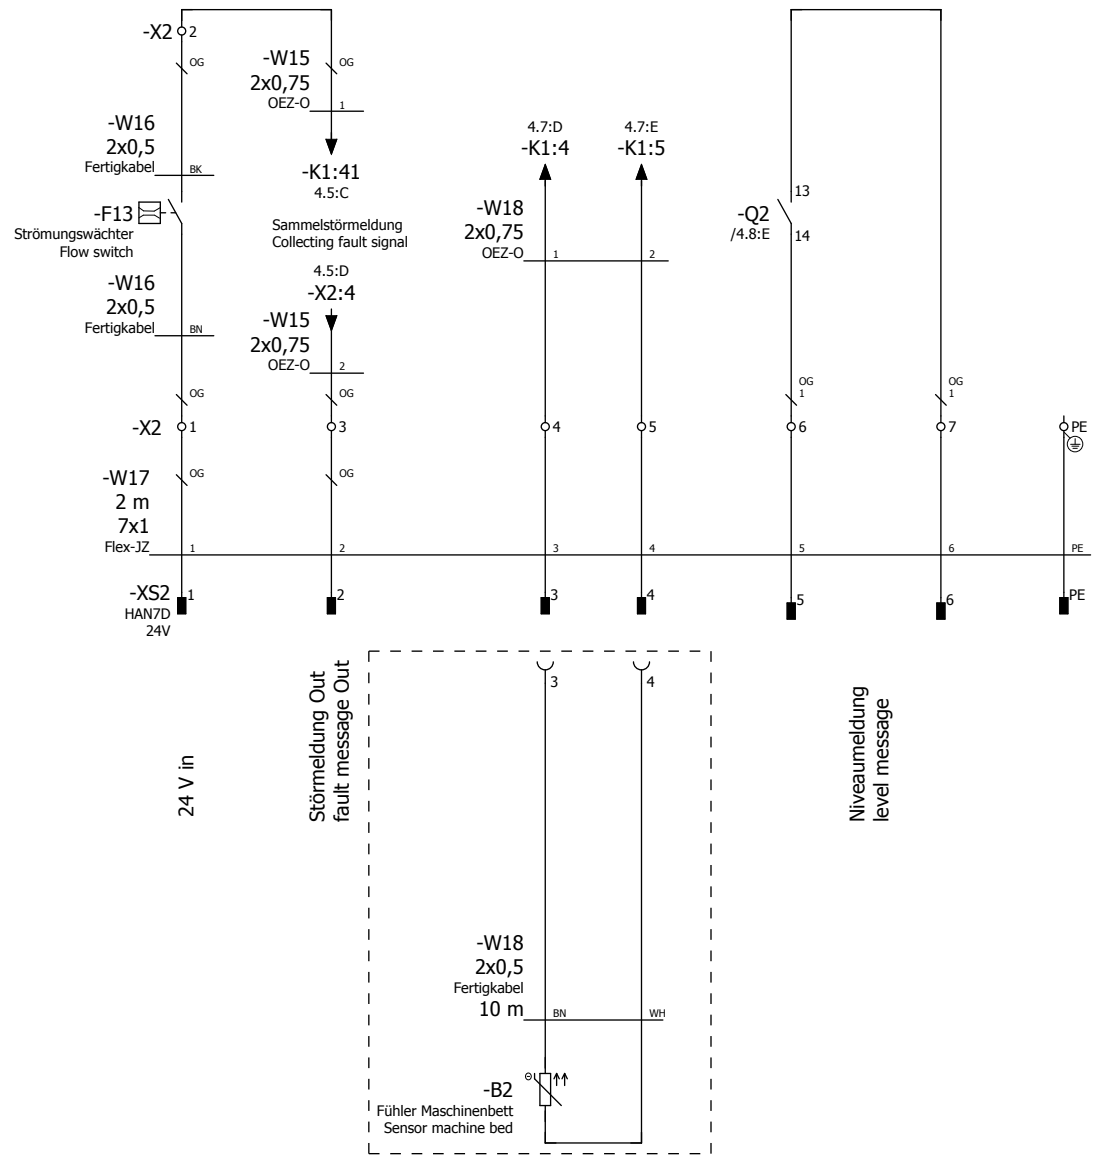 -X2 2
OG
-W15
2x0,75
OEZ-O
OG
1
-W16
2x0,5
Fertigkabel
BK
-K1:41
4.5:C
4.7:D
-K1:4
4.7:E
-K1:5
-F13
Strömungswächter
Flow switch
Sammelstörmeldung
Collecting fault signal
-W18
2x0,75
OEZ-O
1
2
13
-Q2
/4.8:E
14
-W16
2x0,5
Fertigkabel
BN
4.5:D
-X2:4
-W15
2x0,75
OEZ-O
2
OG
OG
OG
1
OG
1
-X2
1
3
4
5
6
7
PE
-W17
2 m
7x1
Flex-JZ
OG
OG
1
2
3
4
5
6
PE
-XS2
HAN7D
24V
1
2
3
4
5
6
PE
24 V in
Störmeldung Out
fault message Out
3
4
Niveaumeldung
level message
-W18
2x0,5
Fertigkabel
10 m
BN
WH
-B2
Fühler Maschinenbett
Sensor machine bed
Θ